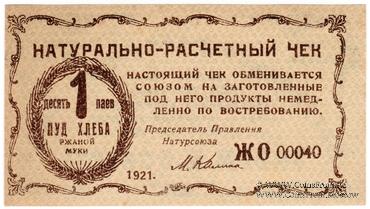 НАТУРАЛЬНО-РАСЧЕТНЫЙ ЧЕК
1
десять паев
ПУД ХЛЕБА
РЖАНОЙ
МУКИ
НАСТОЯЩИЙ ЧЕК ОБМЕНИВАЕТСЯ
СОЮЗОМ НА ЗАГОТОВЛЕННЫЕ
ПОД НЕГО ПРОДУКТЫ НЕМЕД-
ЛЕННО ПО ВОСТРЕБОВАНИЮ.
Председатель Правления
Натурсоюза
ЖО 00040
1921.